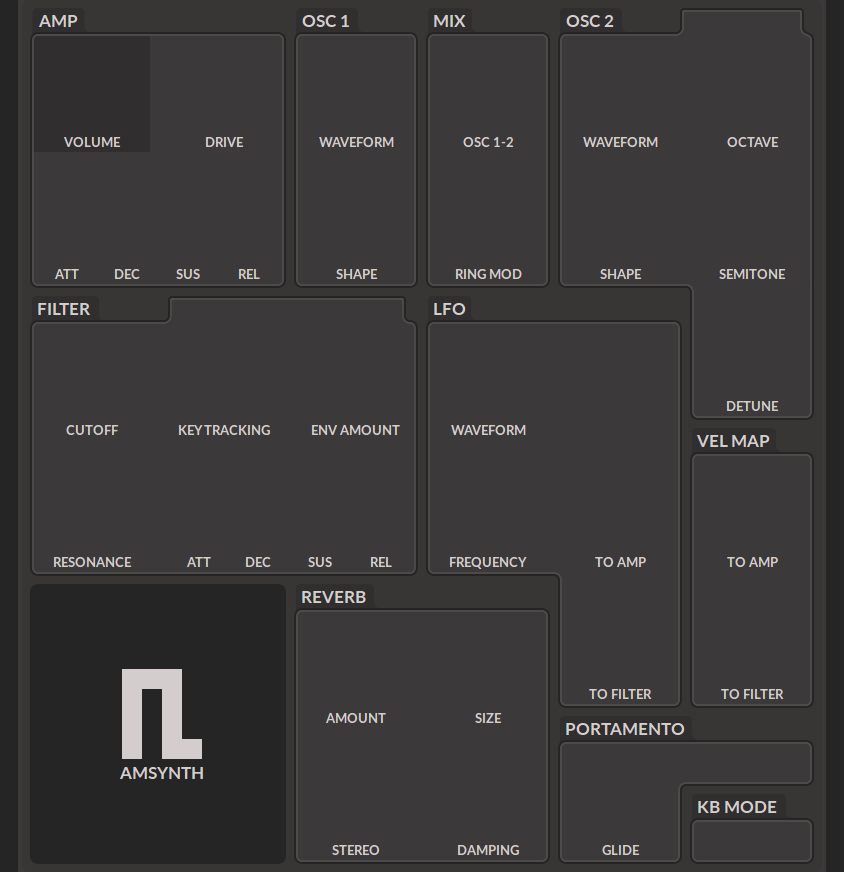 AMP
VOLUME DRIVE
ATT DEC SUS REL
OSC 1
WAVEFORM
SHAPE
MIX
OSC 1-2
RING MOD
OSC 2
WAVEFORM OCTAVE
SHAPE SEMITONE
DETUNE
FILTER
CUTOFF KEY TRACKING ENV AMOUNT
RESONANCE ATT DEC SUS REL
LFO
WAVEFORM
FREQUENCY TO AMP
TO FILTER
VEL MAP
TO AMP
TO FILTER
AMSYNTH
REVERB
AMOUNT SIZE
STEREO DAMPING
PORTAMENTO
GLIDE
KB MODE